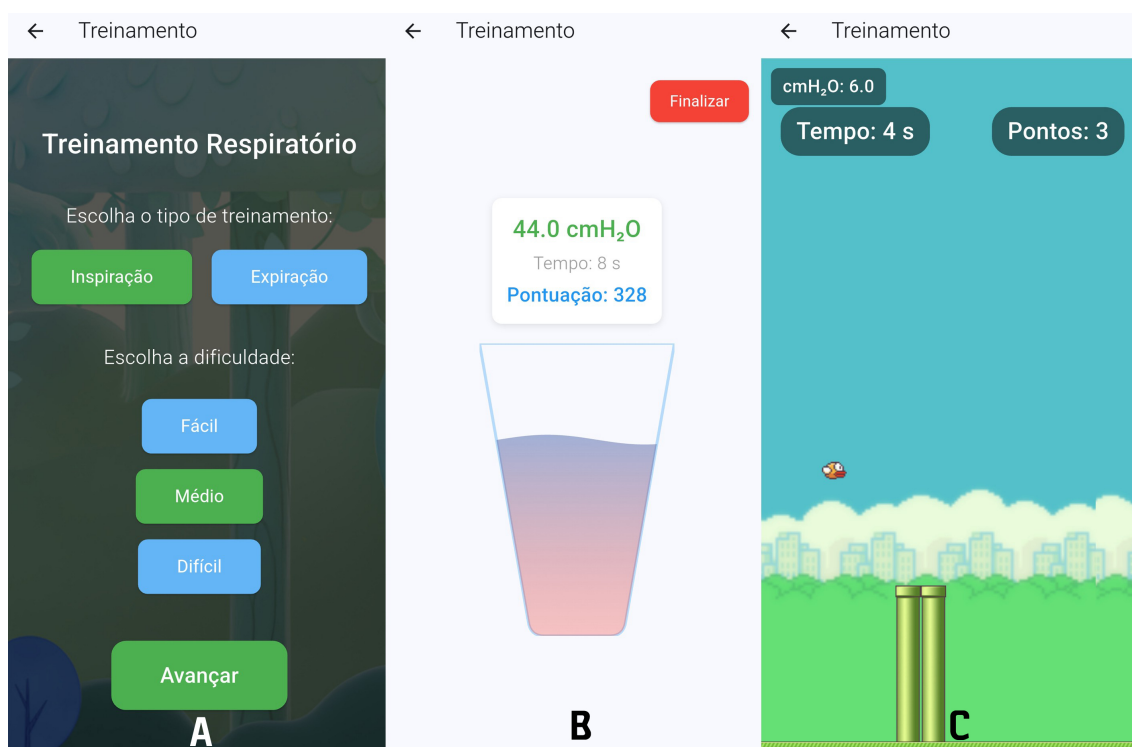 ← Treinamento
Treinamento Respiratório
Escolha o tipo de treinamento:
Inspiração Expiração
Escolha a dificuldade:
Fácil
Médio
Difícil
Avançar
A
← Treinamento
Finalizar
44.0 cmH₂O
Tempo: 8 s
Pontuação: 328
B
← Treinamento
cmH₂O: 6.0
Tempo: 4 s Pontos: 3
C